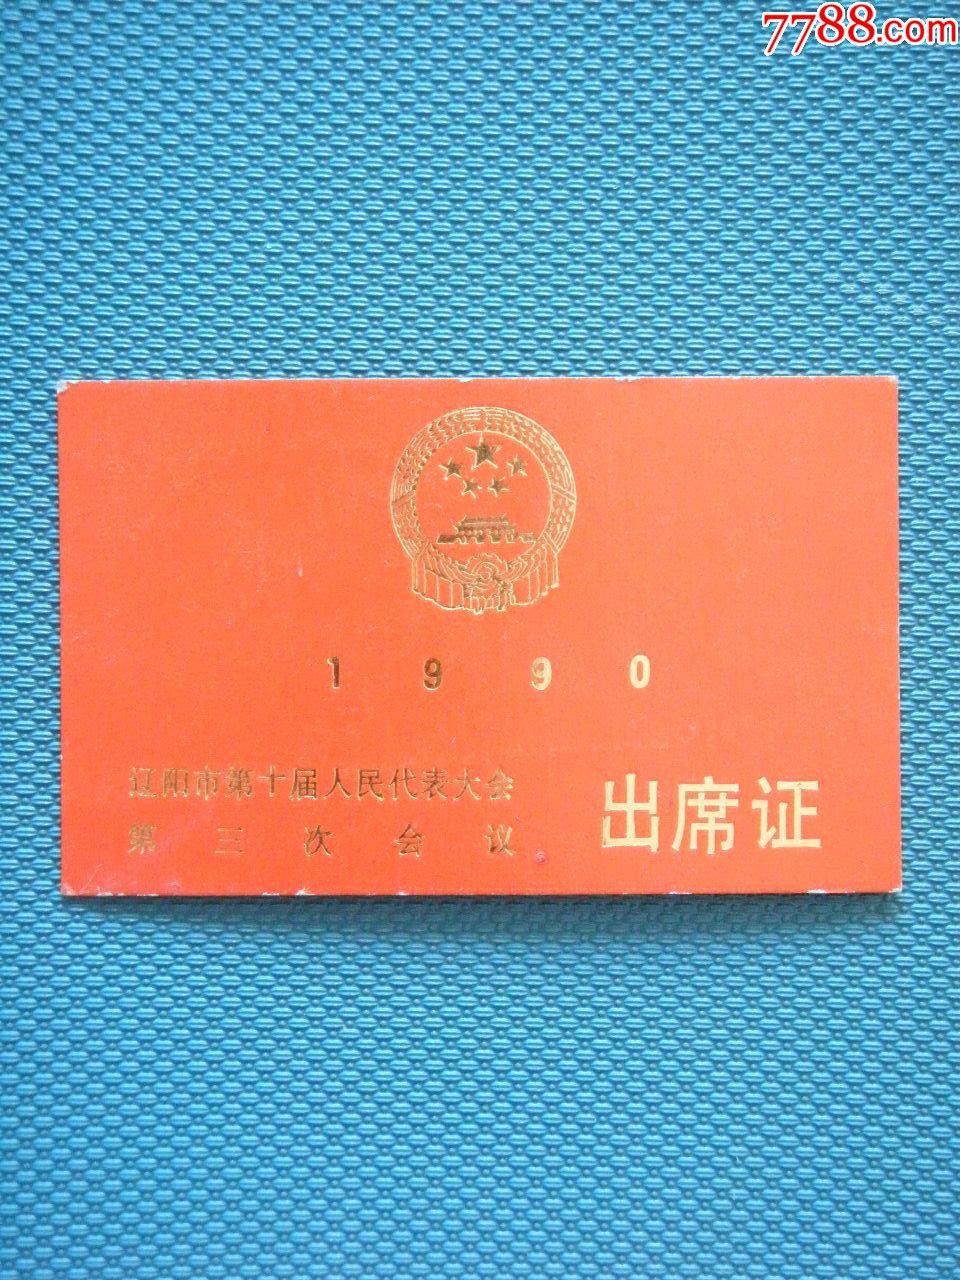 7788.com
1990
辽阳市第十届人民代表大会
第三次会议
出席证